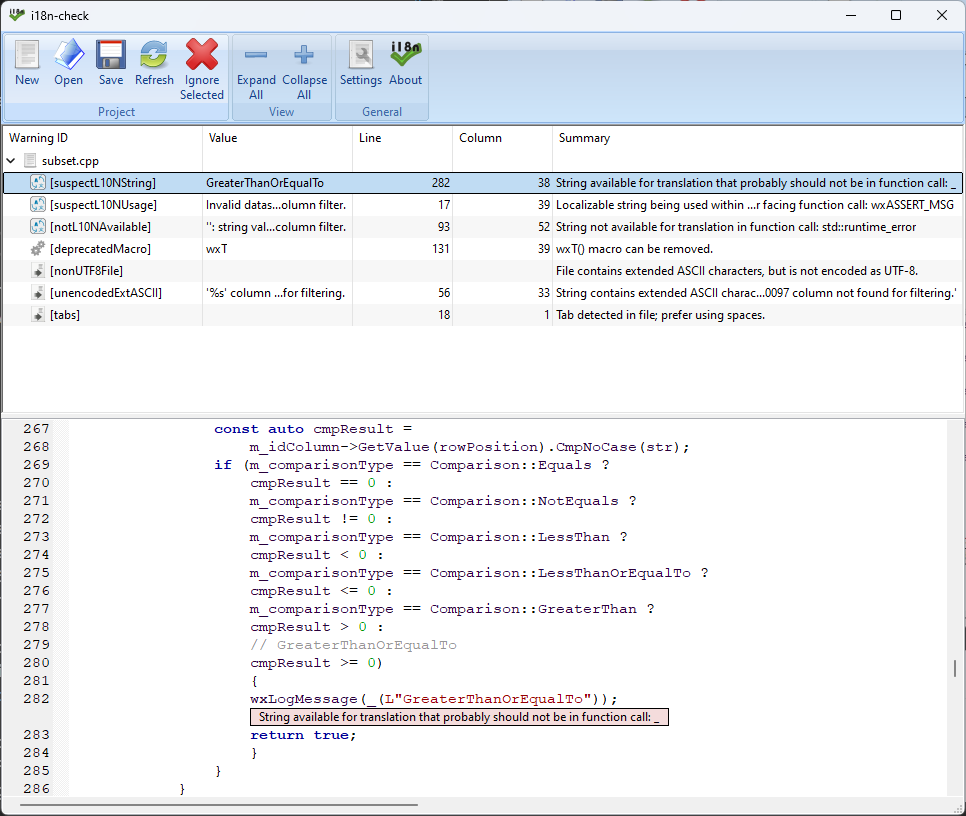 i18n-check
New Open Save Refresh Ignore Selected Expand All Collapse All Settings i18n About
Project View General
Warning ID Value Line Column Summary
subset.cpp
[suspectL10NString] GreaterThanOrEqualTo 282 38 String available for translation that probably should not be in function call: _
[suspectL10NUsage] Invalid datas...olumn filter. 17 39 Localizable string being used within ...r facing function call: wxASSERT_MSG
[notL10NAvailable] '': string val...column filter. 93 52 String not available for translation in function call: std::runtime_error
[deprecatedMacro] wxT 131 39 wxT() macro can be removed.
[nonUTF8File] File contains extended ASCII characters, but is not encoded as UTF-8.
[unencodedExtASCII] '%s' column ...for filtering. 56 33 String contains extended ASCII charac...0097 column not found for filtering.'
[tabs] 18 1 Tab detected in file; prefer using spaces.
267 const auto cmpResult =
268 m_idColumn->GetValue(rowPosition).CmpNoCase(str);
269 if (m_comparisonType == Comparison::Equals ?
270 cmpResult == 0 :
271 m_comparisonType == Comparison::NotEquals ?
272 cmpResult != 0 :
273 m_comparisonType == Comparison::LessThan ?
274 cmpResult < 0 :
275 m_comparisonType == Comparison::LessThanOrEqualTo ?
276 cmpResult <= 0 :
277 m_comparisonType == Comparison::GreaterThan ?
278 cmpResult > 0 :
279 // GreaterThanOrEqualTo
280 cmpResult >= 0)
281 {
282 wxLogMessage(_(L"GreaterThanOrEqualTo"));
String available for translation that probably should not be in function call: _
283 return true;
284 }
285 }
286 }